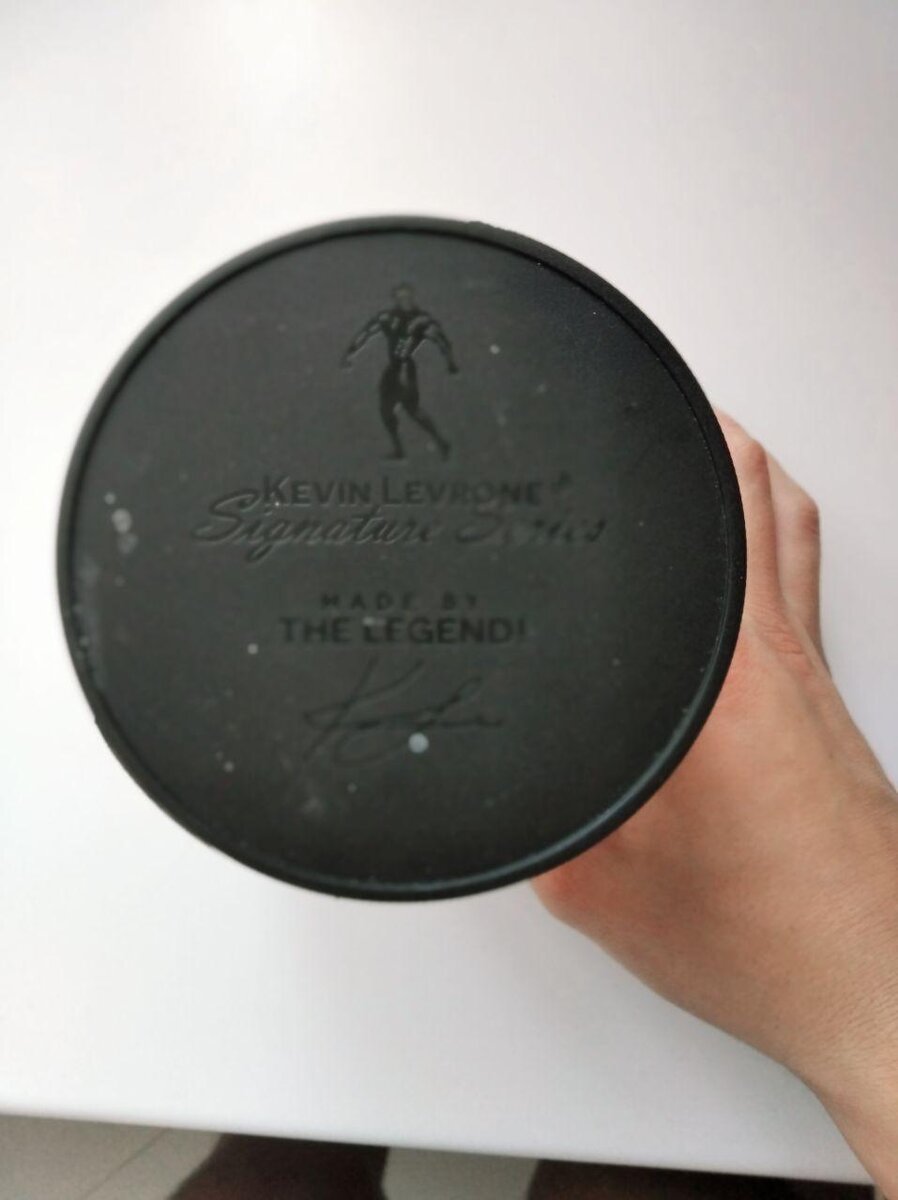 KEVIN LEVRONE®
Signature Series
MADE BY
THE LEGEND!